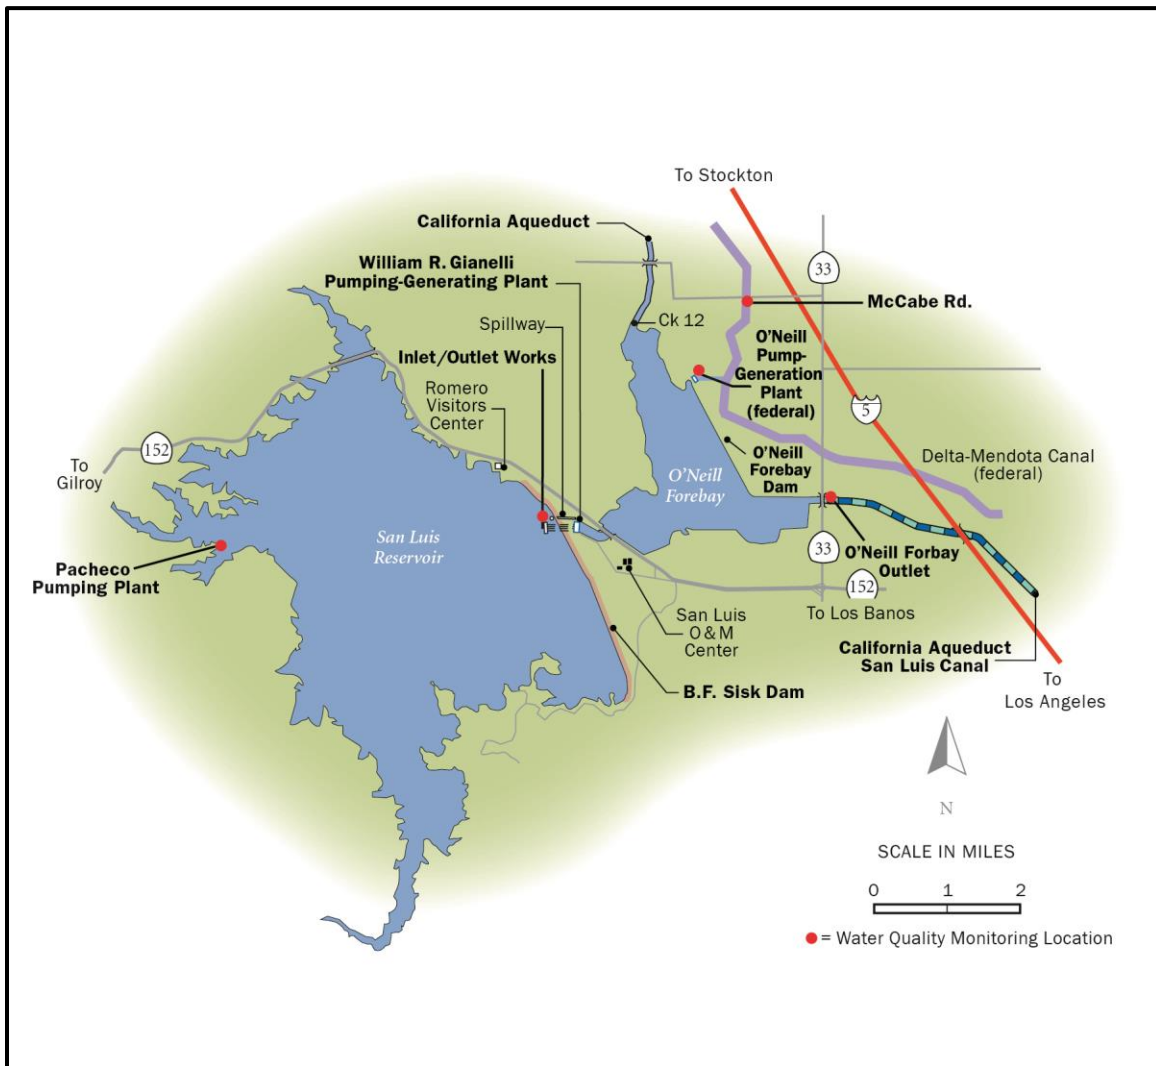 To Stockton
California Aqueduct
William R. Gianelli
Pumping-Generating Plant
33
McCabe Rd.
Spillway
Ck 12
Inlet/Outlet Works
O'Neill
Pump-
Generation
Plant
(federal)
Romero
Visitors
Center
5
152
To
Gilroy
O'Neill
Forebay
O'Neill
Forebay
Dam
Delta-Mendota Canal
(federal)
San Luis
Reservoir
Pacheco
Pumping Plant
33
O'Neill Forbay
Outlet
152
To Los Banos
San Luis
O & M
Center
California Aqueduct
San Luis Canal
B.F. Sisk Dam
To
Los Angeles
N
SCALE IN MILES
0 1 2
= Water Quality Monitoring Location